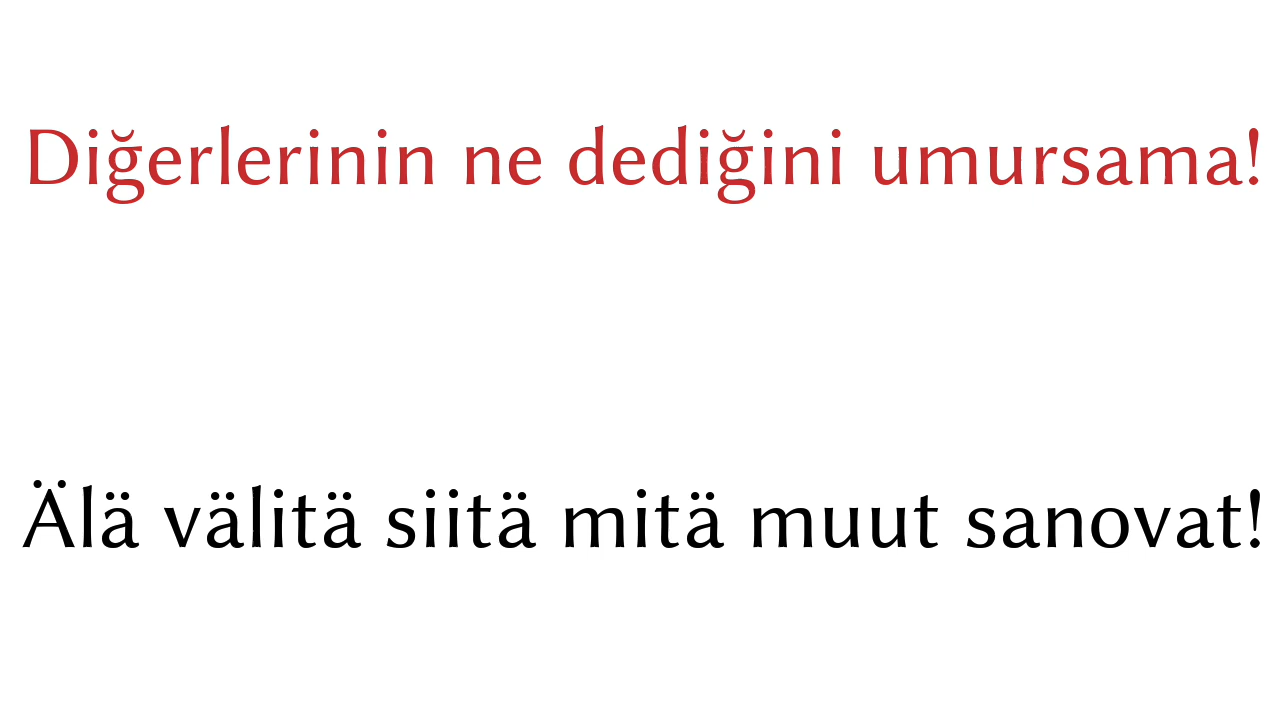 Diğerlerinin ne dediğini umursama!
Älä välitä siitä mitä muut sanovat!